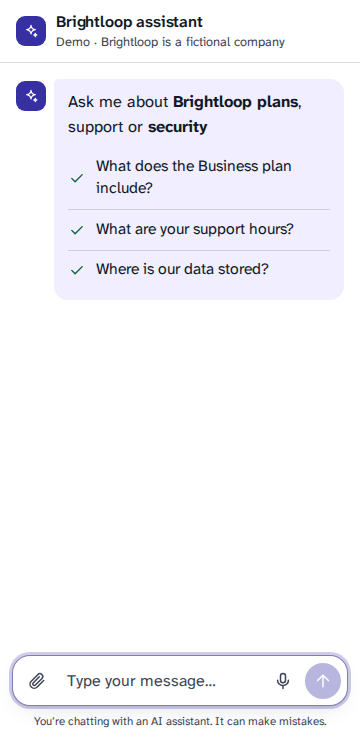 Brightloop assistant
Demo · Brightloop is a fictional company
Ask me about Brightloop plans,
support or security
What does the Business plan
include?
What are your support hours?
Where is our data stored?
Type your message...
You're chatting with an AI assistant. It can make mistakes.